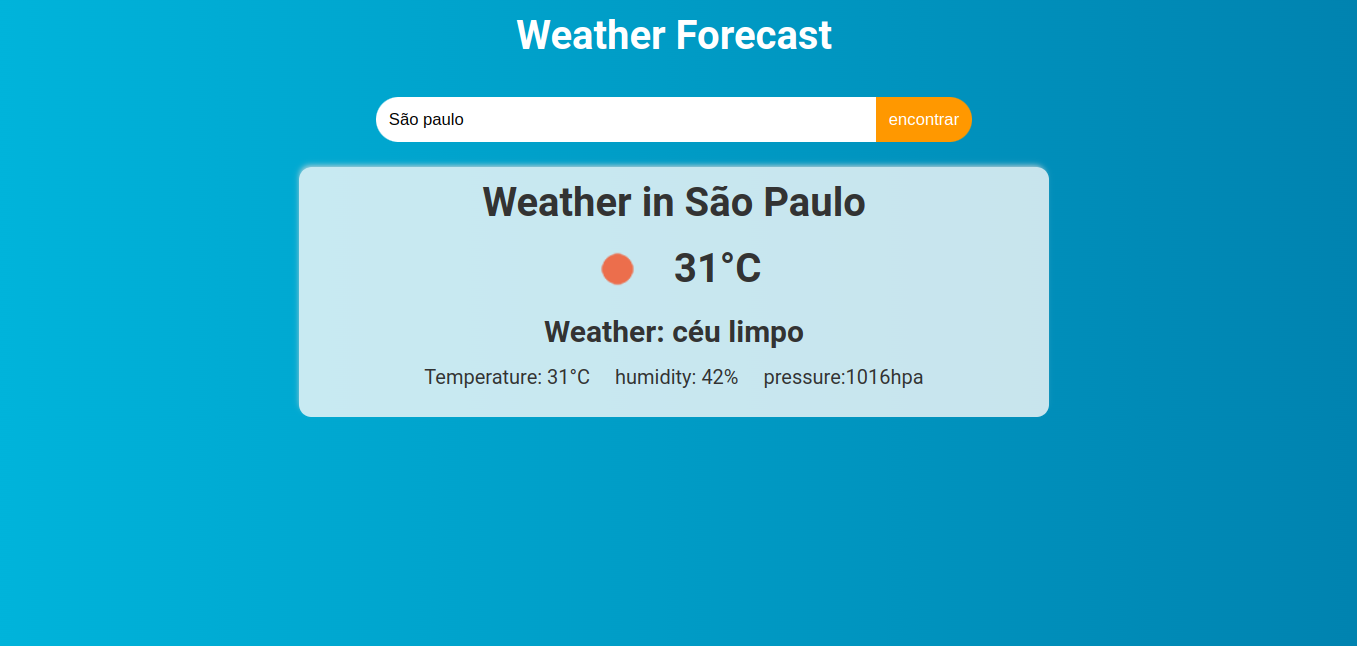 Weather Forecast
São paulo encontrar
Weather in São Paulo
31°C
Weather: céu limpo
Temperature: 31°C humidity: 42% pressure:1016hpa